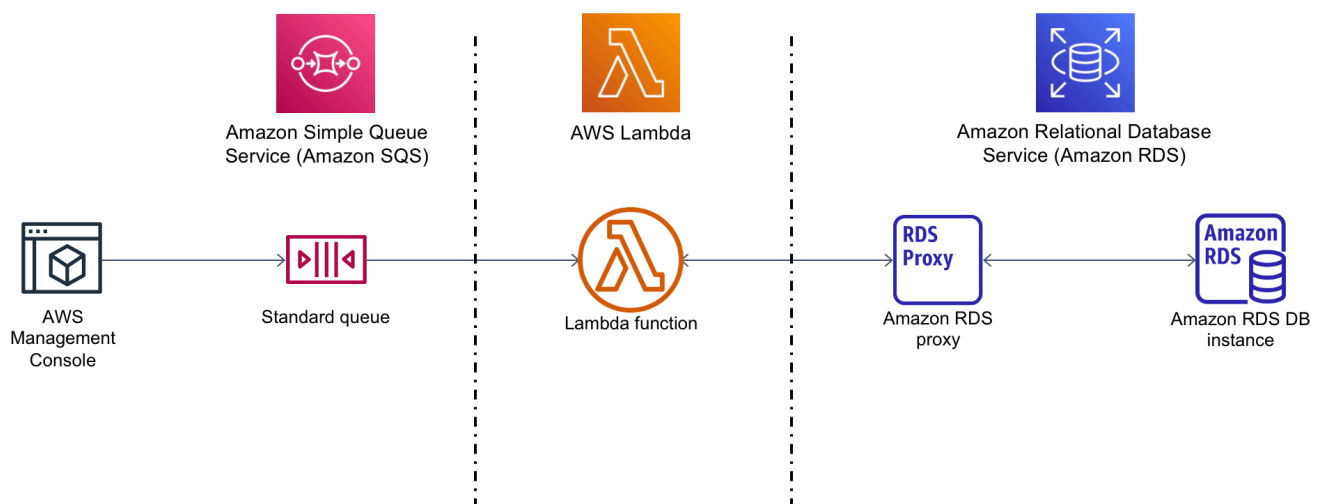 Amazon Simple Queue
Service (Amazon SQS)
AWS Lambda
Amazon Relational Database
Service (Amazon RDS)
RDS
Proxy
Amazon
RDS
AWS
Management
Console
Standard queue
Lambda function
Amazon RDS
proxy
Amazon RDS DB
instance